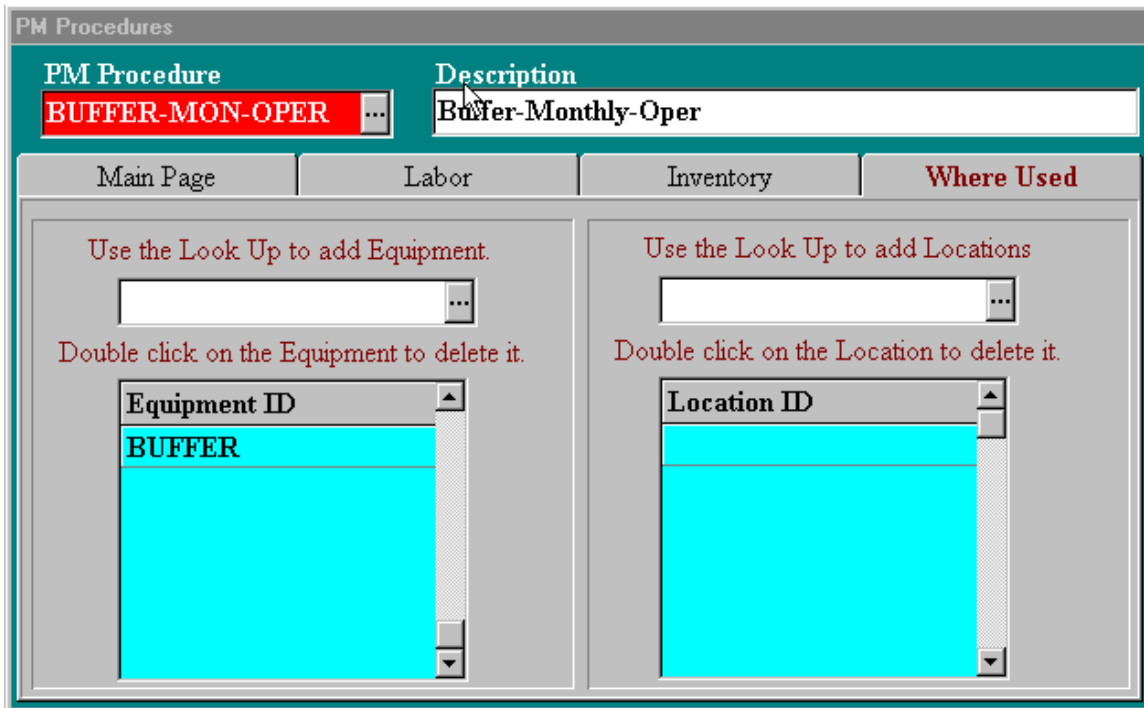 PM Procedures
PM Procedure Description
BUFFER-MON-OPER ... Buffer-Monthly-Oper
Main Page Labor Inventory Where Used
Use the Look Up to add Equipment.
...
Double click on the Equipment to delete it.
Equipment ID
BUFFER
Use the Look Up to add Locations
...
Double click on the Location to delete it.
Location ID